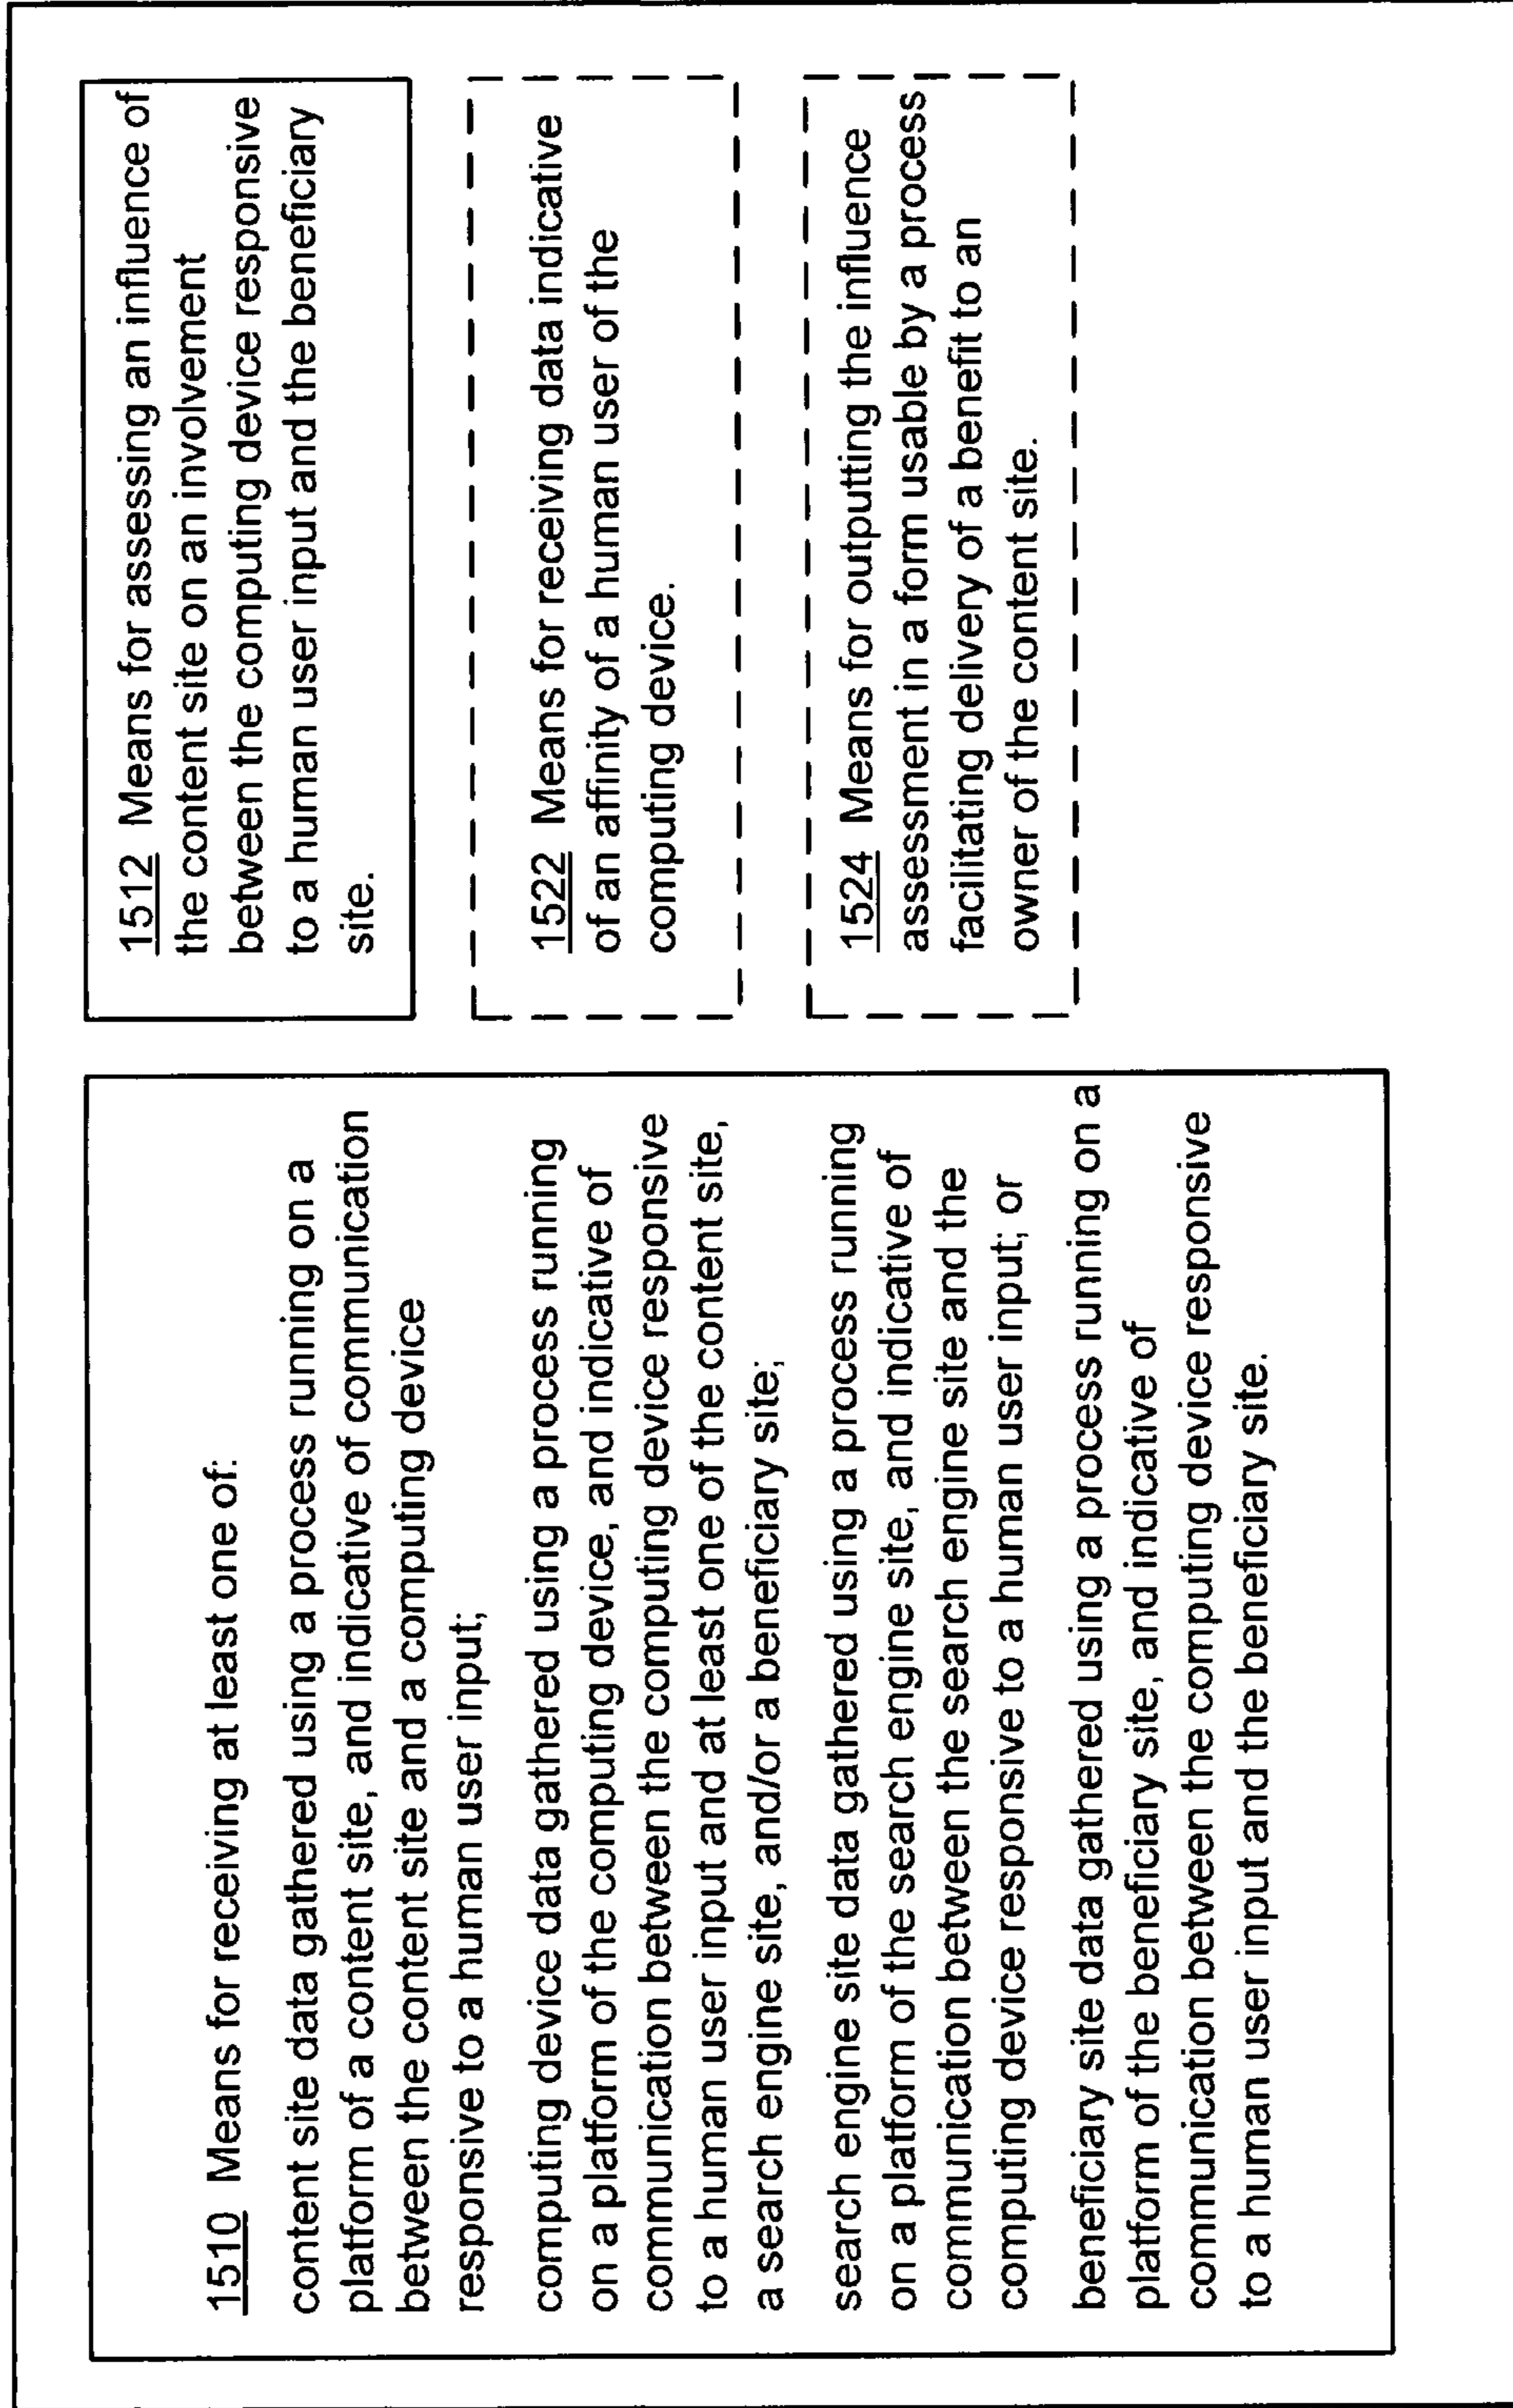 1510 Means for receiving at least one of:
content site data gathered using a process running on a
platform of a content site, and indicative of communication
between the content site and a computing device
responsive to a human user input;
computing device data gathered using a process running
on a platform of the computing device, and indicative of
communication between the computing device responsive
to a human user input and at least one of the content site,
a search engine site, and/or a beneficiary site;
search engine site data gathered using a process running
on a platform of the search engine site, and indicative of
communication between the search engine site and the
computing device responsive to a human user input; or
beneficiary site data gathered using a process running on a
platform of the beneficiary site, and indicative of
communication between the computing device responsive
to a human user input and the beneficiary site.
1512 Means for assessing an influence of
the content site on an involvement
between the computing device responsive
to a human user input and the beneficiary
site.
1522 Means for receiving data indicative
of an affinity of a human user of the
computing device.
1524 Means for outputting the influence
assessment in a form usable by a process
facilitating delivery of a benefit to an
owner of the content site.